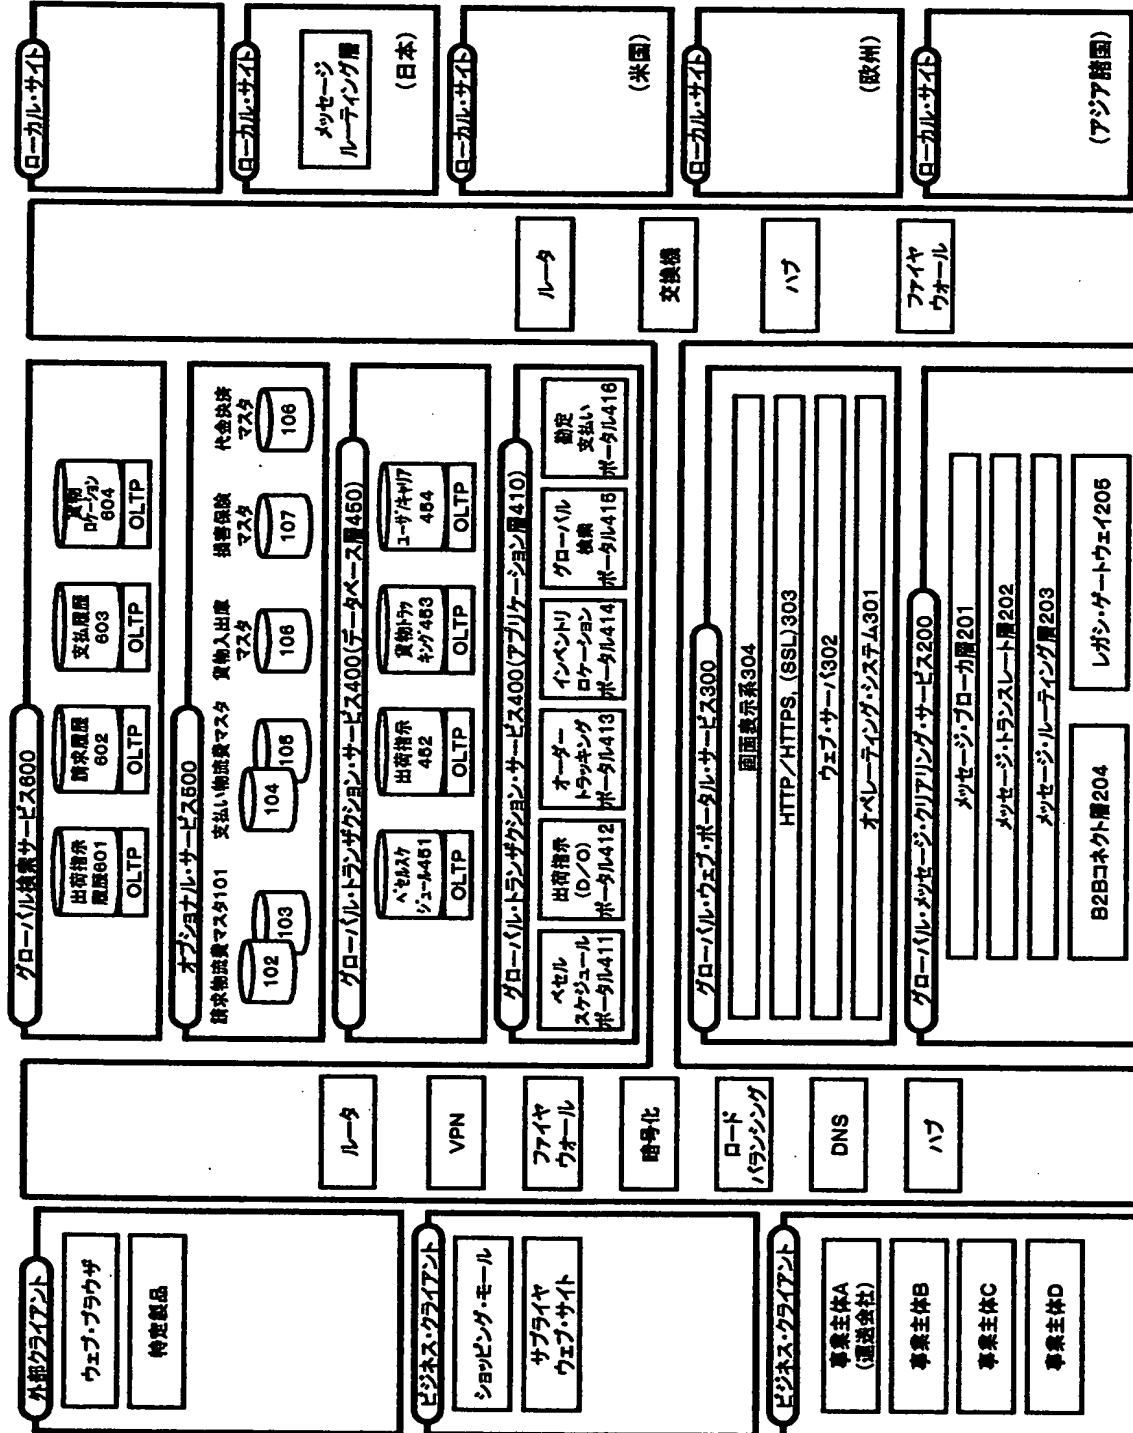 外部クライアント
ウェブ・ブラウザ
特定製品
ビジネス・クライアント
ショッピング・モール
サプライヤ
ウェブ・サイト
ビジネス・クライアント
事業主体A
(運送会社)
事業主体B
事業主体C
事業主体D
ルータ
VPN
ファイヤ
ウォール
暗号化
ロード
バランシング
DNS
ハブ
グローバル検索サービス600
出荷指示
履歴601
OLTP
請求履歴
602
OLTP
支払履歴
603
OLTP
貨物
ロケーション
604
OLTP
オプショナル・サービス500
請求物流費マスタ101
102
103
支払い物流費マスタ
104
105
貨物入出庫
マスタ
106
損害保険
マスタ
107
代金決済
マスタ
106
グローバル・トランザクション・サービス400(データベース層450)
ベセルスケ
ジュール451
OLTP
出荷指示
452
OLTP
貨物トラッ
キング453
OLTP
ユーザ/キャリア
454
OLTP
グローバル・トランザクション・サービス400(アプリケーション層410)
ベセル
スケジュール
ポータル411
出荷指示
(D/O)
ポータル412
オーダー
トラッキング
ポータル413
インベントリ
ロケーション
ポータル414
グローバル
検索
ポータル415
勘定
支払い
ポータル416
グローバル・ウェブ・ポータル・サービス300
画面表示系304
HTTP/HTTPS, (SSL)303
ウェブ・サーバ302
オペレーティング・システム301
グローバル・メッセージ・クリアリング・サービス200
メッセージ・ブローカ層201
メッセージ・トランスレート層202
メッセージ・ルーティング層203
B2Bコネクト層204
レガシ・ゲートウェイ205
ルータ
交換機
ハブ
ファイヤ
ウォール
ローカル・サイト
ローカル・サイト
メッセージ
ルーティング層
(日本)
ローカル・サイト
(米国)
ローカル・サイト
(欧州)
ローカル・サイト
(アジア諸国)